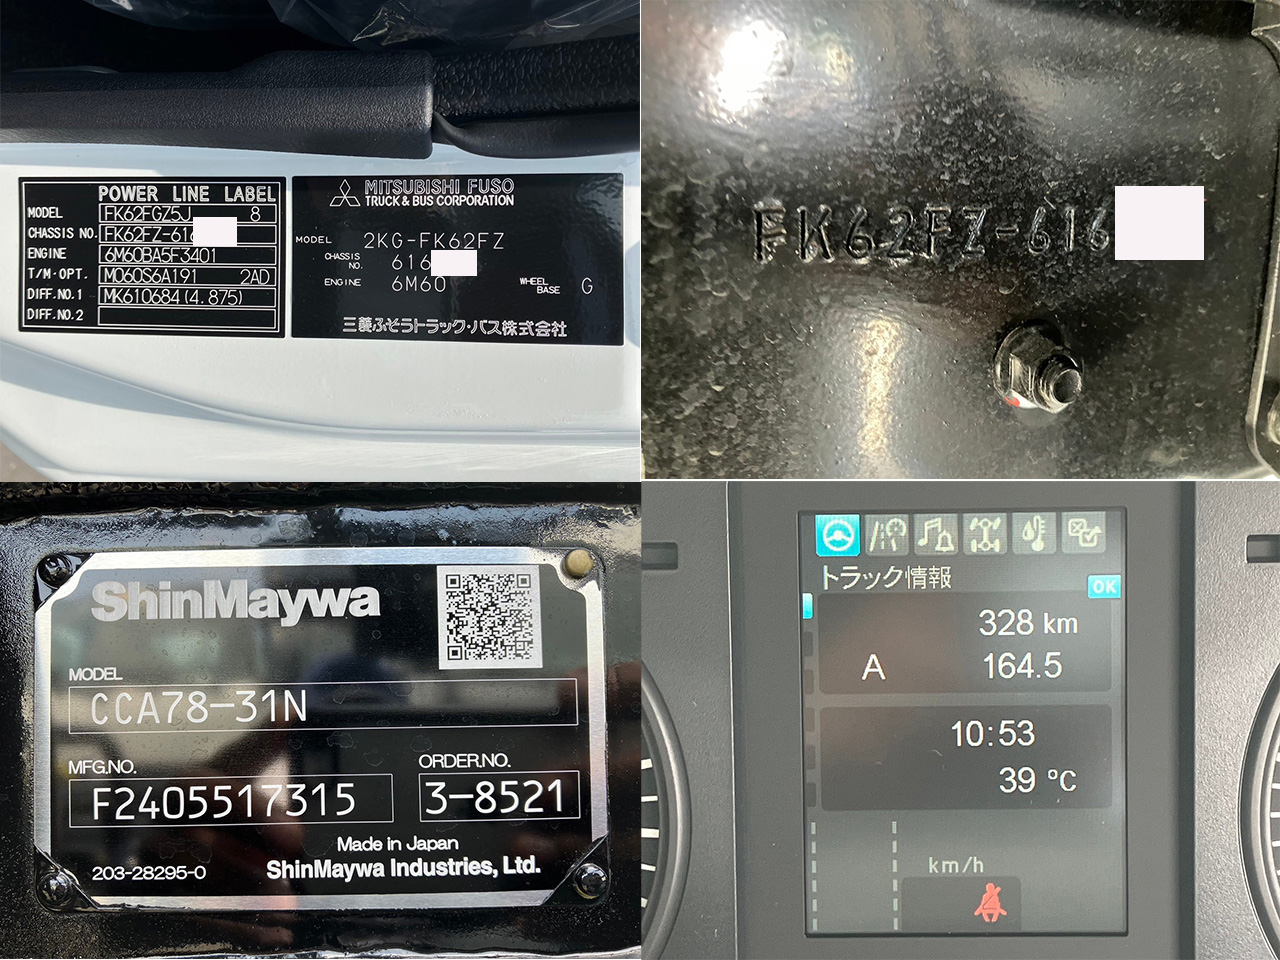 POWER LINE LABEL
MODEL FK62FGZ5J 8
CHASSIS NO. FK62FZ-616
ENGINE 6M60BA5F3401
T/M·OPT. M060S6A191 2AD
DIFF.NO.1 MK610684(4.875)
DIFF.NO.2
MITSUBISHI FUSO
TRUCK & BUS CORPORATION
MODEL 2KG-FK62FZ
CHASSIS NO. 616
ENGINE 6M60
WHEEL BASE G
三菱ふそうトラック・バス株式会社
FK62FZ-616
ShinMaywa
MODEL
CCA78-31N
MFG.NO.
F2405517315
ORDER.NO.
3-8521
Made in Japan
203-28295-0
ShinMaywa Industries, Ltd.
トラック情報
OK
328 km
A 164.5
10:53
39 °C
km/h